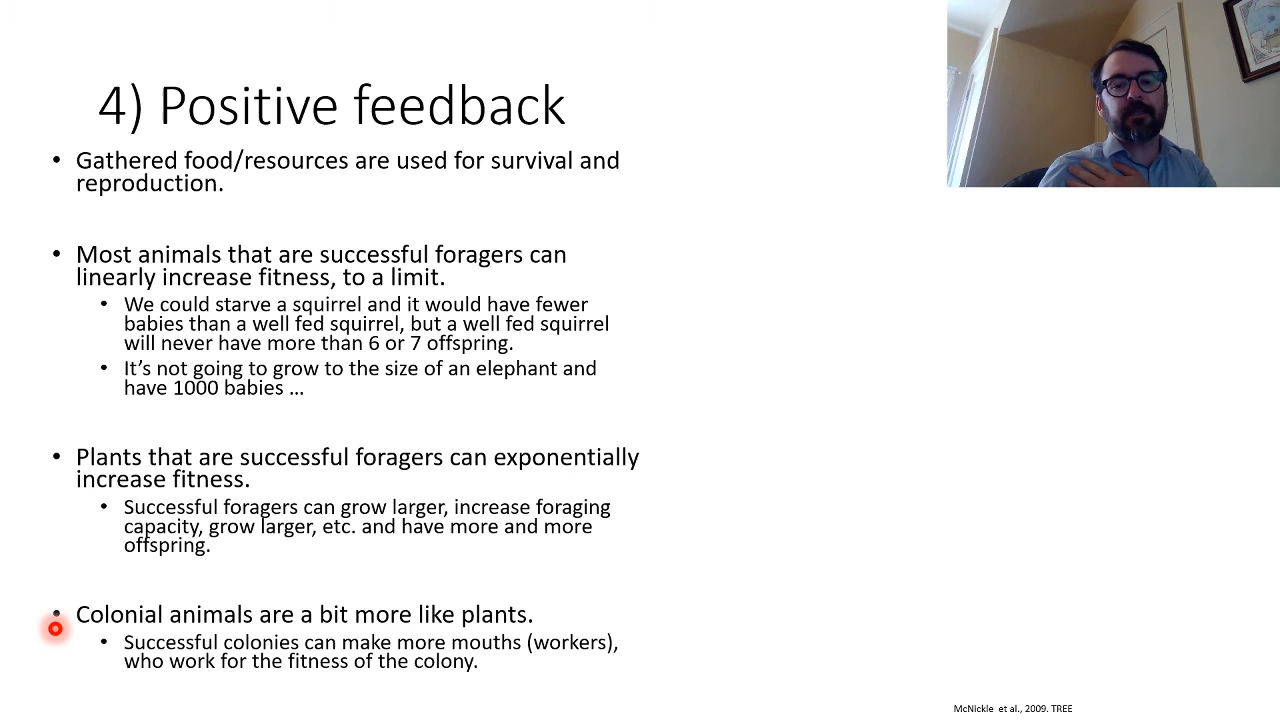 4) Positive feedback
• Gathered food/resources are used for survival and
reproduction.
• Most animals that are successful foragers can
linearly increase fitness, to a limit.
• We could starve a squirrel and it would have fewer
babies than a well fed squirrel, but a well fed squirrel
will never have more than 6 or 7 offspring.
• It’s not going to grow to the size of an elephant and
have 1000 babies …
• Plants that are successful foragers can exponentially
increase fitness.
• Successful foragers can grow larger, increase foraging
capacity, grow larger, etc. and have more and more
offspring.
• Colonial animals are a bit more like plants.
• Successful colonies can make more mouths (workers),
who work for the fitness of the colony.
McNickle et al., 2009. TREE